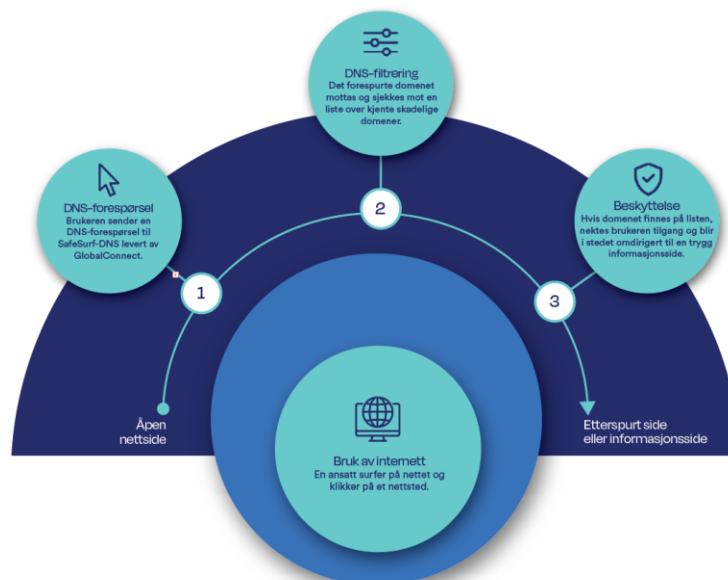 DNS-filtrering
Det forespurte domenet
mottas og sjekkes mot en
liste over kjente skadelige
domener.
DNS-forespørsel
Brukeren sender en
DNS-forespørsel til
SafeSurf-DNS levert av
GlobalConnect.
Beskyttelse
Hvis domenet finnes på listen,
nektes brukeren tilgang og blir
i stedet omdirigert til en trygg
informasjonsside.
1
2
3
Åpen
nettside
Etterspurt side
eller informasjonsside
Bruk av internett
En ansatt surfer på nettet og
klikker på et nettsted.